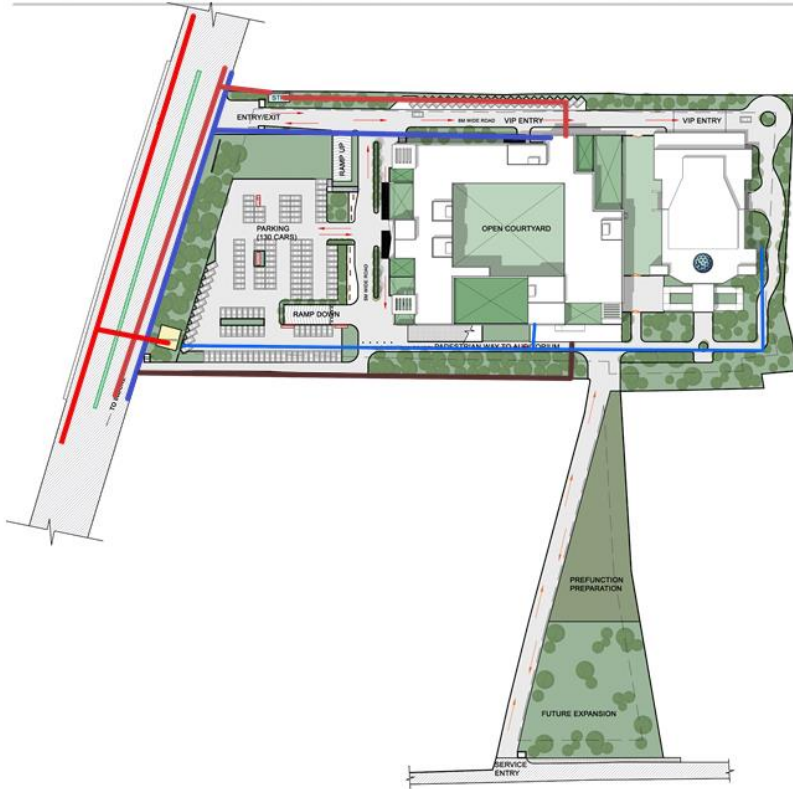 ENTRY/EXIT
8M WIDE ROAD
VIP ENTRY
VIP ENTRY
RAMP UP
PARKING
(130 CARS)
OPEN COURTYARD
8M WIDE ROAD
RAMP DOWN
PADESTRIAN WAY TO AUDITORIUM
PREFUNCTION
PREPARATION
FUTURE EXPANSION
SERVICE
ENTRY